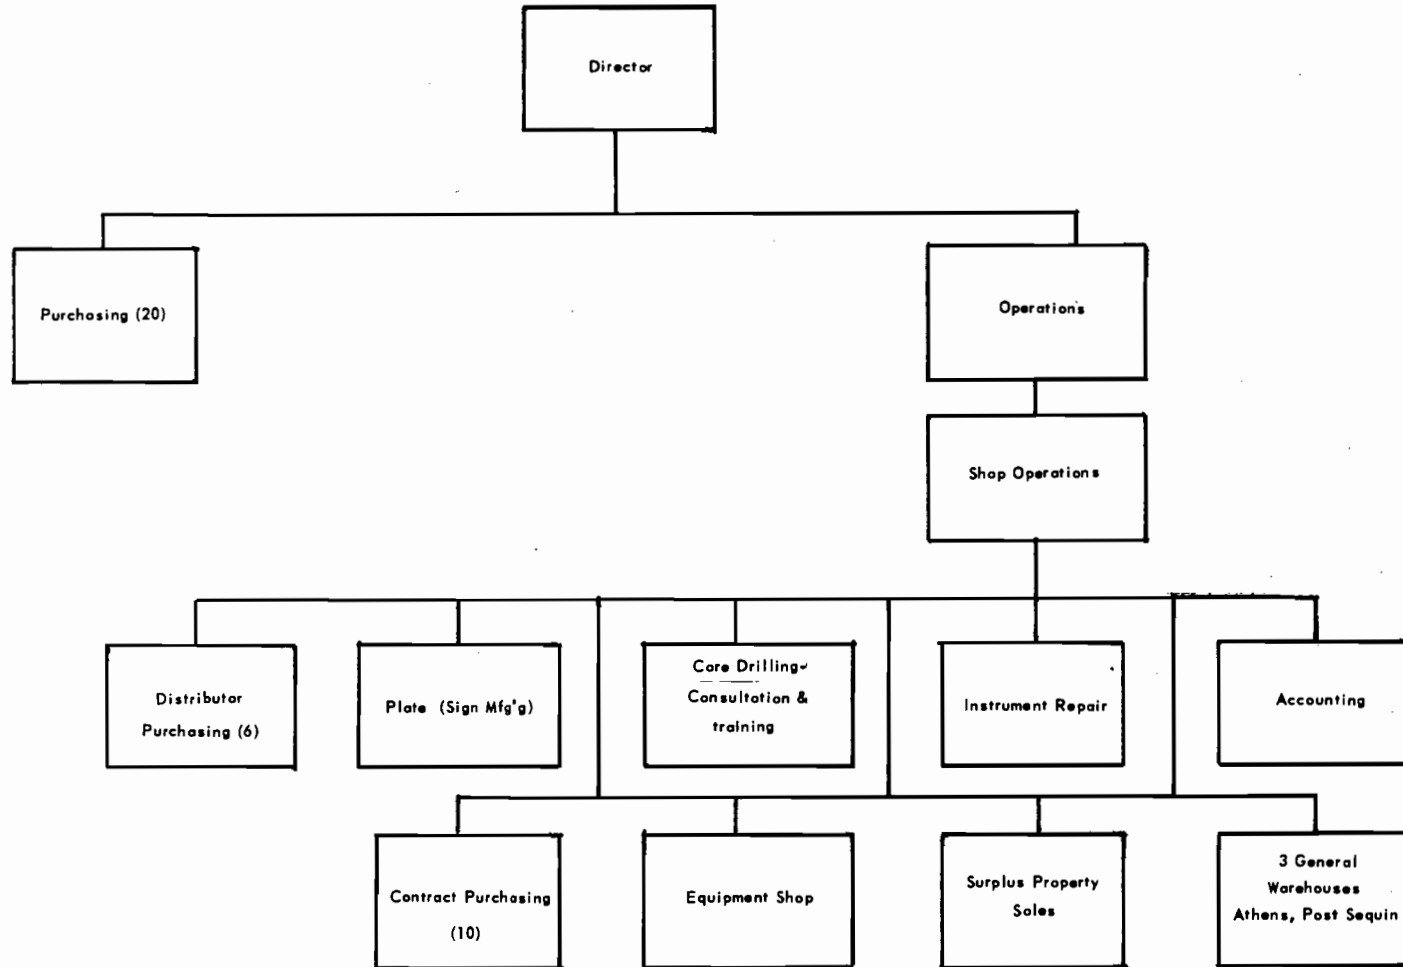 Director
Purchasing (20)
Operations
Shop Operations
Distributor
Purchasing (6)
Plate (Sign Mfg'g)
Core Drilling-
Consultation &
training
Instrument Repair
Accounting
Contract Purchasing
(10)
Equipment Shop
Surplus Property
Sales
3 General
Warehouses
Athens, Post Sequin